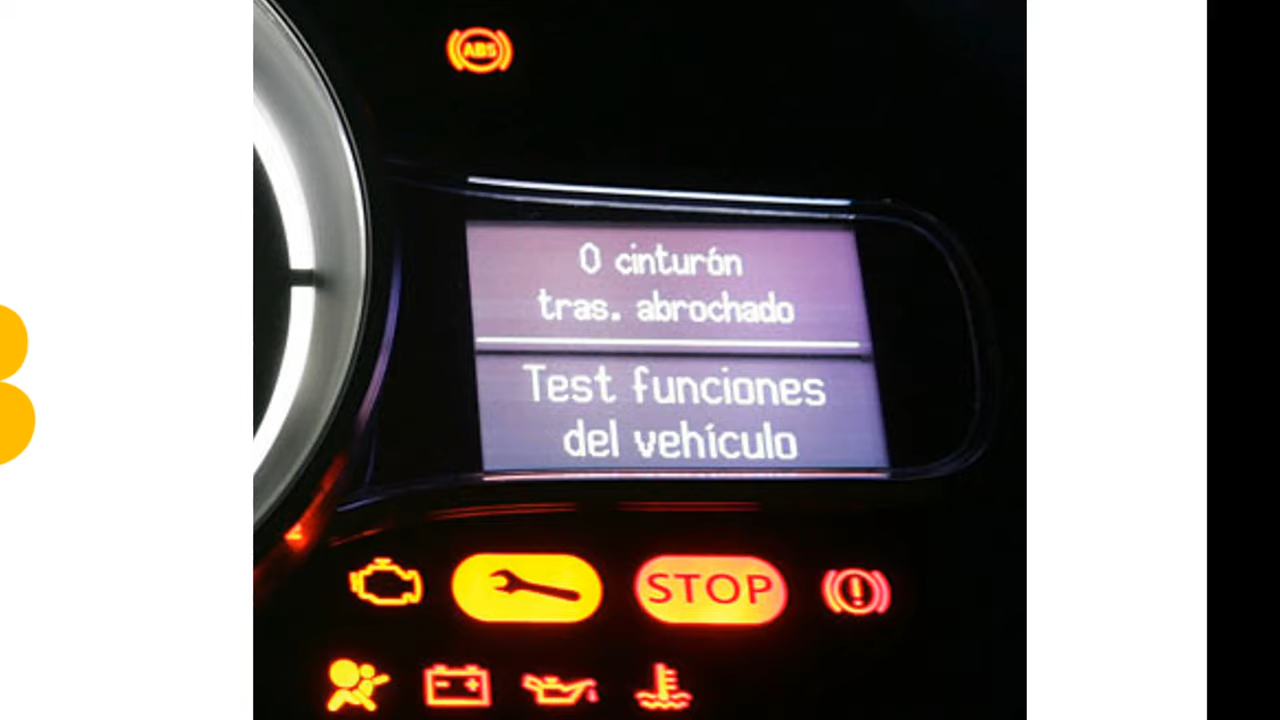 ABS
0 cinturón
tras. abrochado
Test funciones
del vehículo
STOP